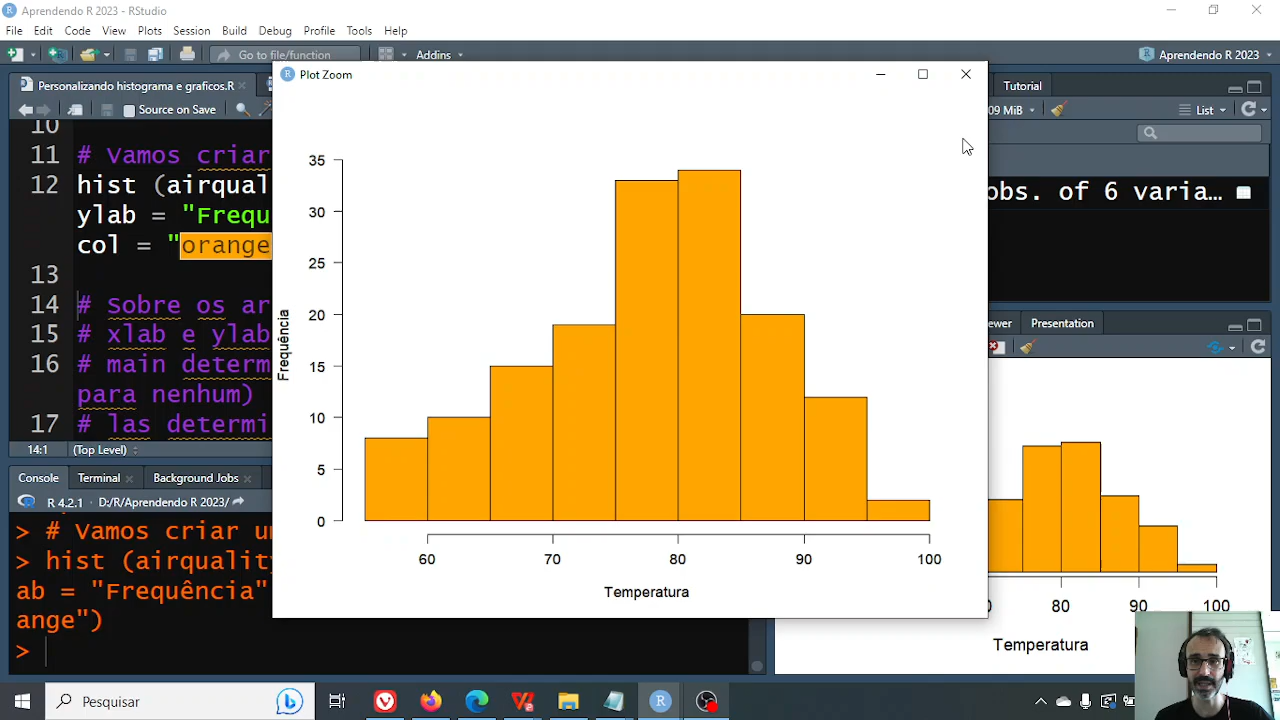 Aprendendo R 2023 - RStudio
File Edit Code View Plots Session Build Debug Profile Tools Help
Go to file/function Addins Aprendendo R 2023
Personalizando histograma e graficos.R
Source on Save
10
11 # Vamos criar
12 hist (airqual
ylab = "Frequ
col = "orange
13
14 # Sobre os ar
15 # xlab e ylab
16 # main determ
para nenhum)
17 # las determi
14:1 (Top Level)
Console Terminal Background Jobs
R 4.2.1 · D:/R/Aprendendo R 2023/
> # Vamos criar
> hist (airquality
ab = "Frequência"
ange")
>
Plot Zoom
35
30
25
20
15
10
5
0
Frequência
60 70 80 90 100
Temperatura
Tutorial
09 MiB List
obs. of 6 varia…
ewer Presentation
80 90 100
Temperatura
Pesquisar